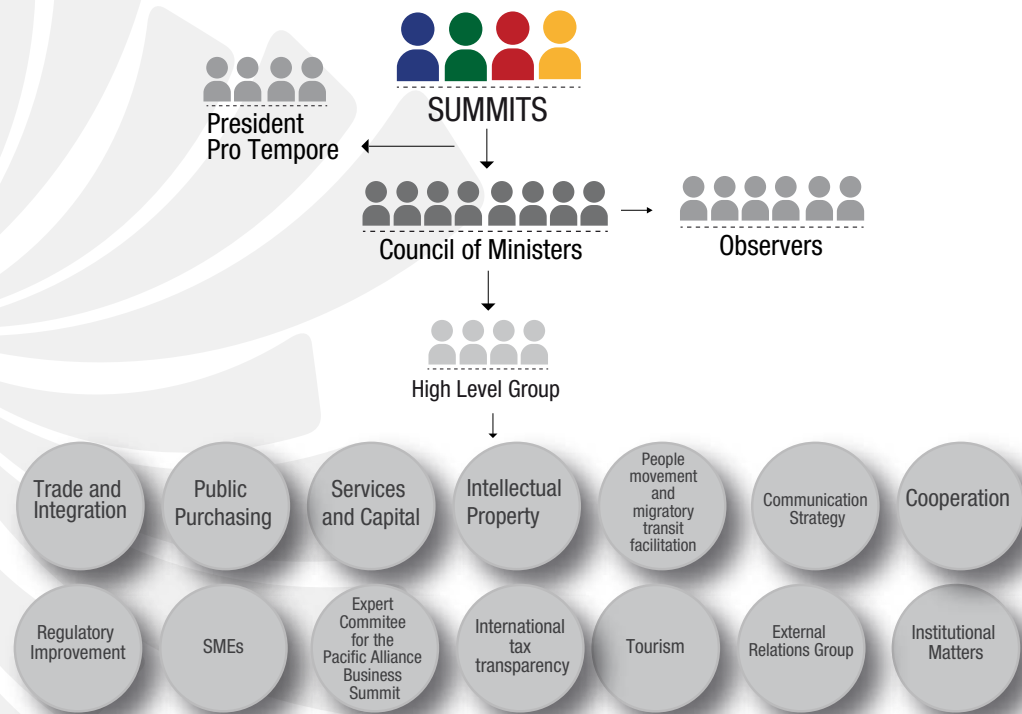 SUMMITS
President
Pro Tempore
Council of Ministers
Observers
High Level Group
Trade and
Integration
Public
Purchasing
Services
and Capital
Intellectual
Property
People
movement
and
migratory
transit
facilitation
Communication
Strategy
Cooperation
Regulatory
Improvement
SMEs
Expert
Commitee
for the
Pacific Alliance
Business
Summit
International
tax
transparency
Tourism
External
Relations Group
Institutional
Matters